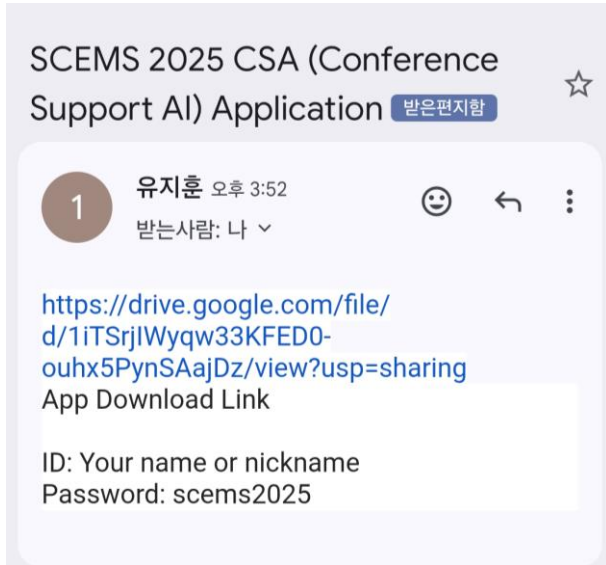 SCEMS 2025 CSA (Conference
Support AI) Application 받은편지함
1
유지훈 오후 3:52
받는사람: 나
https://drive.google.com/file/
d/1iTSrjIWyqw33KFED0-
ouhx5PynSAajDz/view?usp=sharing
App Download Link
ID: Your name or nickname
Password: scems2025